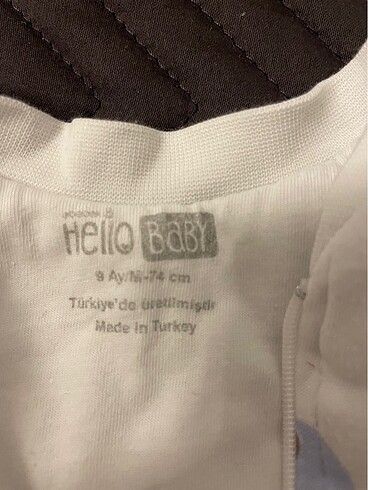 Hello BABY
9 Ay/M-74 cm
Türkiye'de üretilmiştir
Made in Turkey